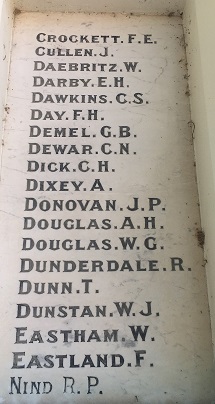 CROCKETT. F. E.
CULLEN. J.
DAEBRITZ. W.
DARBY. E. H.
DAWKINS. C. S.
DAY. F. H.
DEMEL. G. B.
DEWAR. C. N.
DICK. C. H.
DIXEY. A.
DONOVAN. J. P.
DOUGLAS. A. H.
DOUGLAS. W. G.
DUNDERDALE. R.
DUNN. T.
DUNSTAN. W. J.
EASTHAM. W.
EASTLAND. F.
NIND R. P.